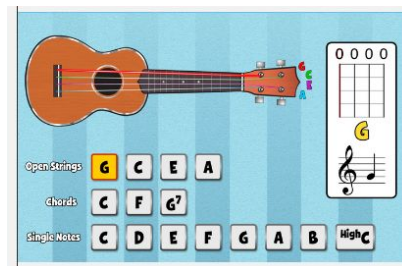 0 0 0 0
G
C
E
A
G
Open Strings G C E A
Chords C F G7
Single Notes C D E F G A B High C